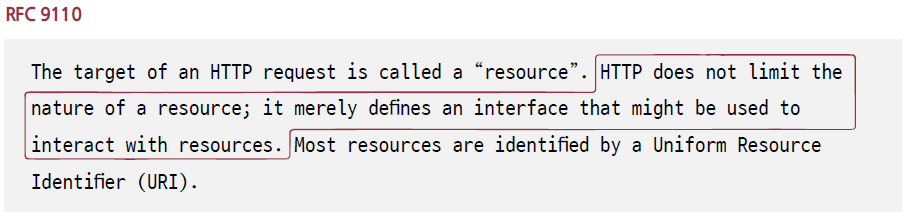 RFC 9110
The target of an HTTP request is called a “resource”. HTTP does not limit the
nature of a resource; it merely defines an interface that might be used to
interact with resources. Most resources are identified by a Uniform Resource
Identifier (URI).